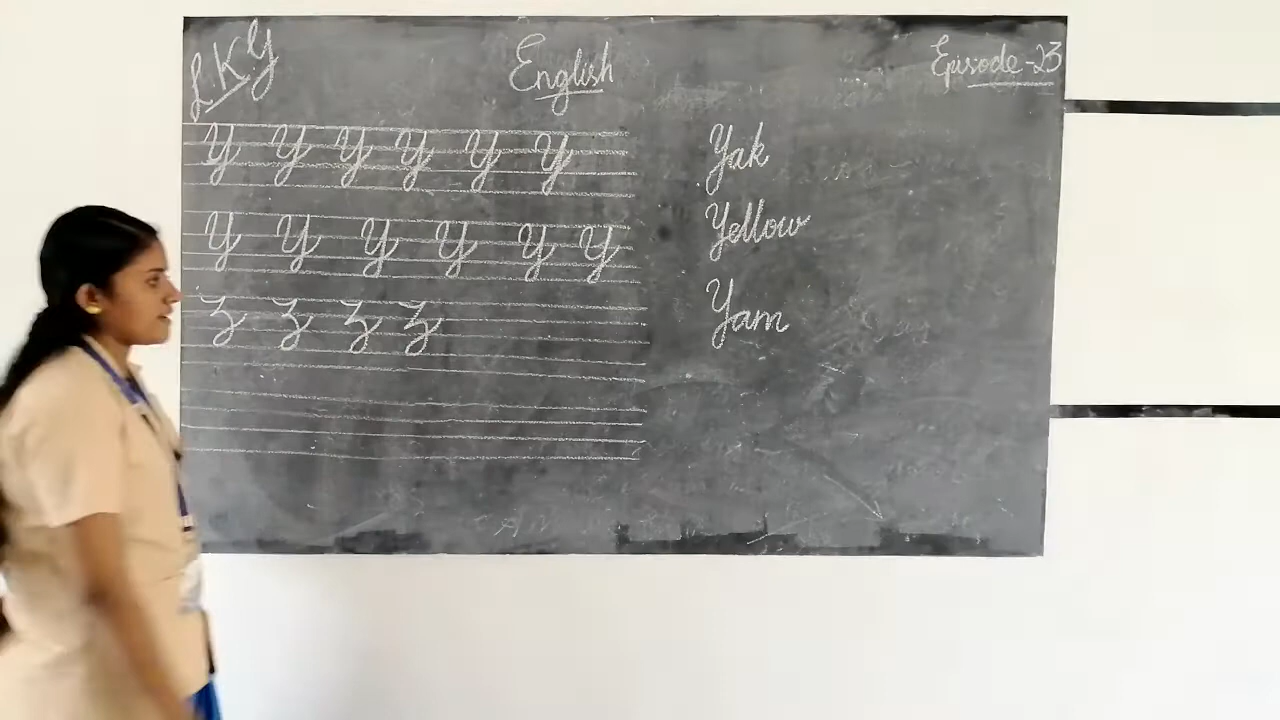 LKG
English
Episode-23
Y Y Y Y Y Y
Y Y Y Y Y Y
Z Z Z Z
Yak
Yellow
Yam